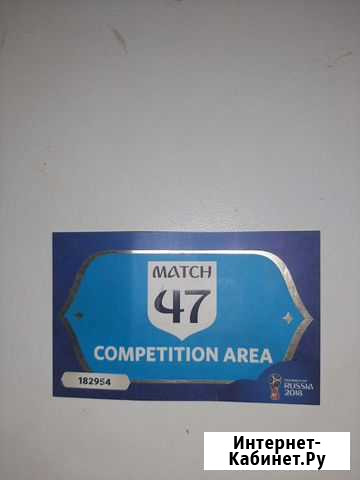 MATCH
47
COMPETITION AREA
182954
RUSSIA
2018
Интернет-
Кабинет.Ру